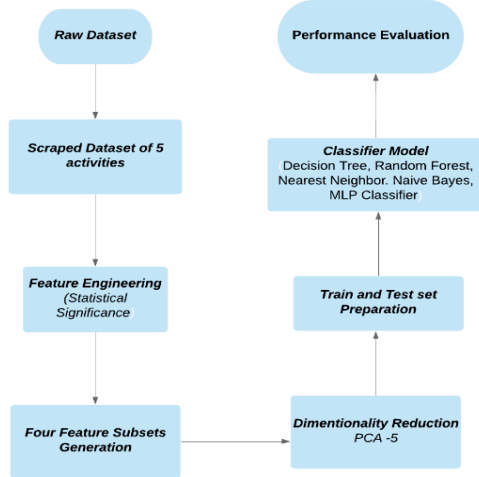 Raw Dataset
Scraped Dataset of 5
activities
Feature Engineering
(Statistical
Significance)
Four Feature Subsets
Generation
Dimentionality Reduction
PCA -5
Train and Test set
Preparation
Classifier Model
(Decision Tree, Random Forest,
Nearest Neighbor. Naive Bayes,
MLP Classifier)
Performance Evaluation